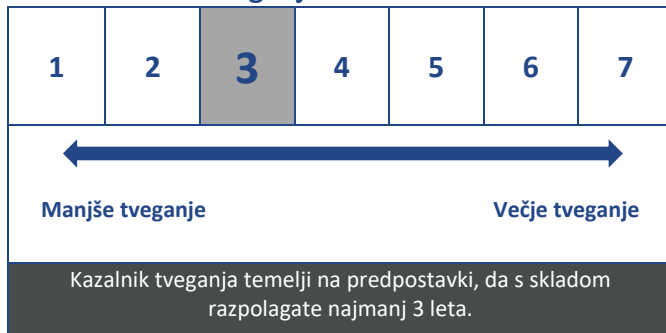 1 2 3 4 5 6 7
Manjše tveganje Večje tveganje
Kazalnik tveganja temelji na predpostavki, da s skladom
razpolagate najmanj 3 leta.